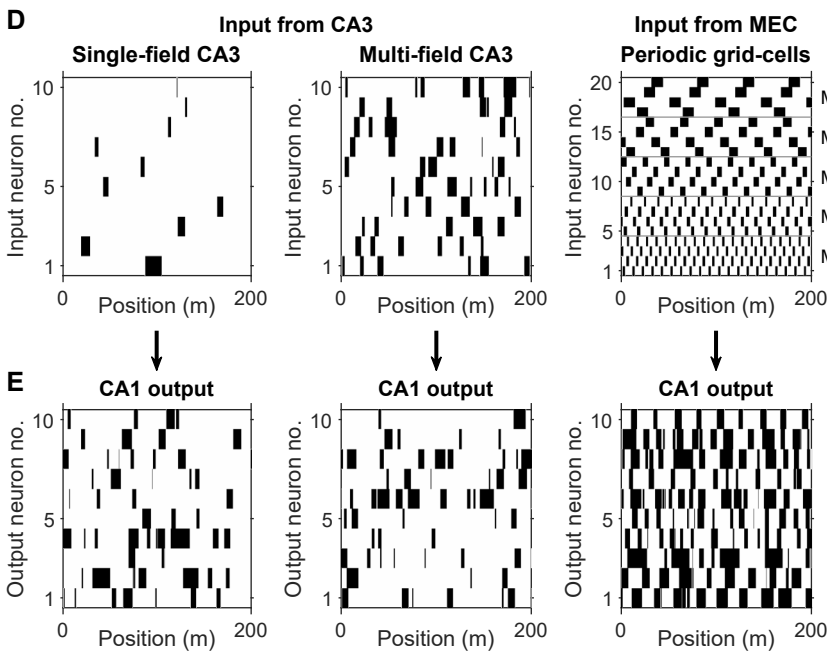 D
Input from CA3
Input from MEC
Single-field CA3
Multi-field CA3
Periodic grid-cells
Input neuron no.
10
5
1
0
Position (m)
200
Input neuron no.
0
Position (m)
200
Input neuron no.
20
15
10
5
1
M
M
M
M
M
0
Position (m)
200
E
CA1 output
CA1 output
CA1 output
Output neuron no.
10
5
1
0
Position (m)
200
Output neuron no.
10
5
1
0
Position (m)
200
Output neuron no.
10
5
1
0
Position (m)
200